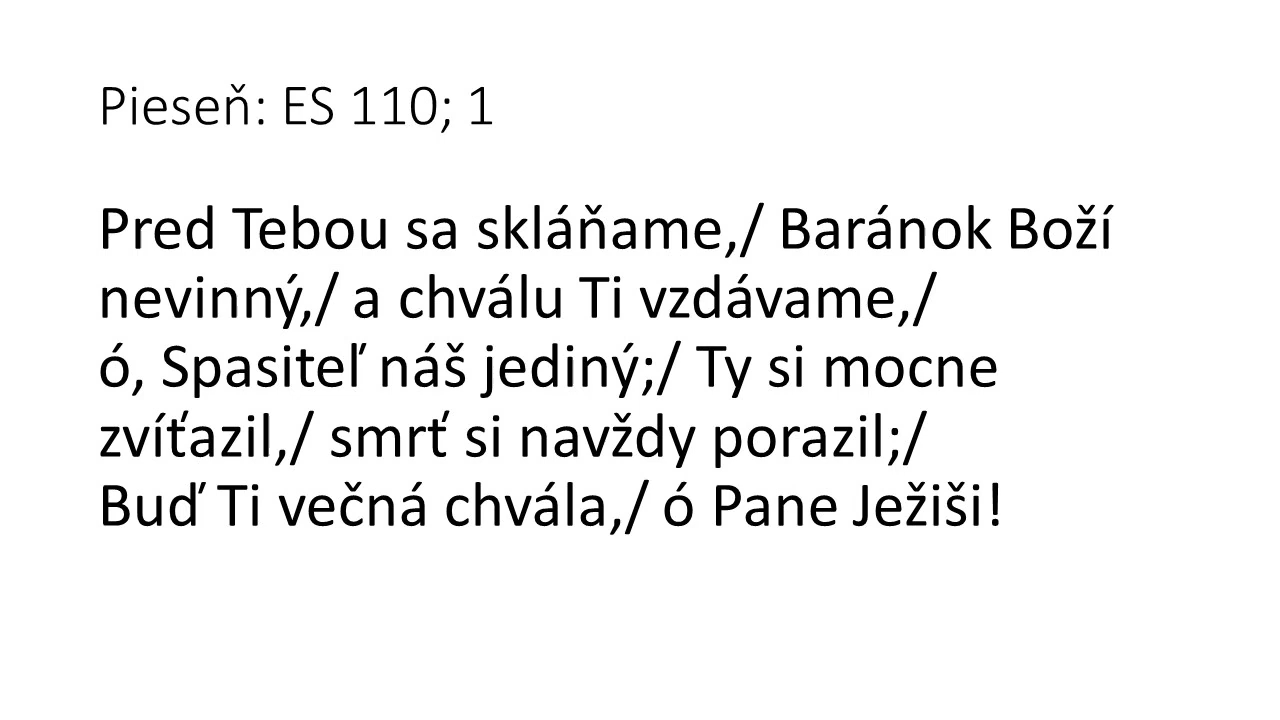 Pieseň: ES 110; 1
Pred Tebou sa skláňame,/ Baránok Boží
nevinný,/ a chválu Ti vzdávame,/
ó, Spasiteľ náš jediný;/ Ty si mocne
zvíťazil,/ smrť si navždy porazil;/
Buď Ti večná chvála,/ ó Pane Ježiši!